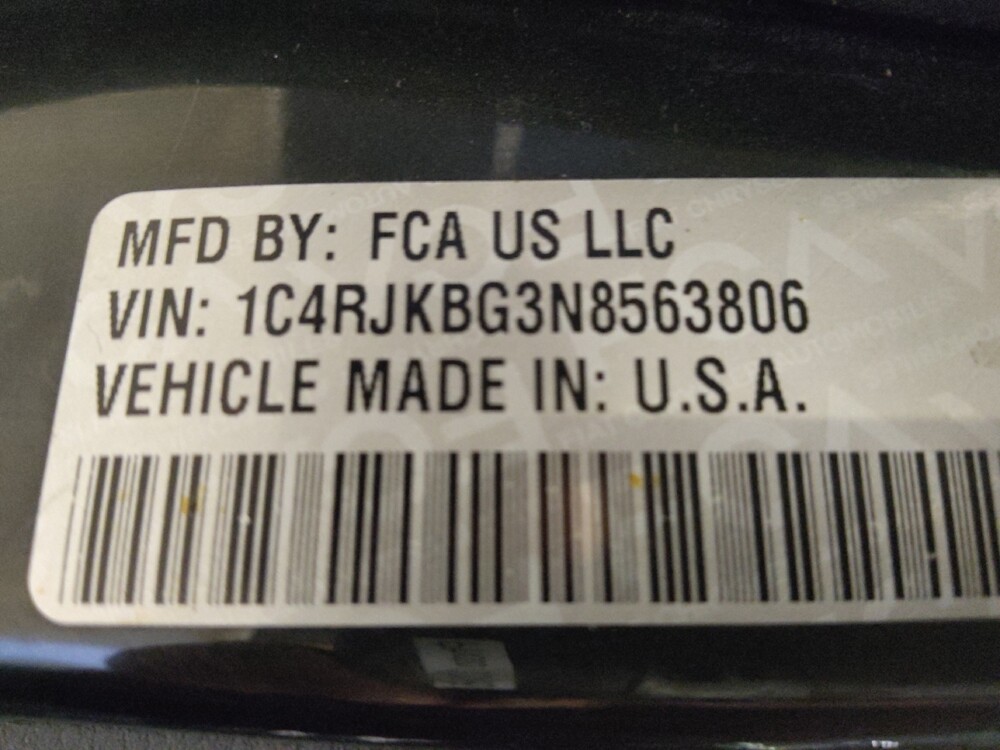 MFD BY: FCA US LLC
VIN: 1C4RJKBG3N8563806
VEHICLE MADE IN: U.S.A.